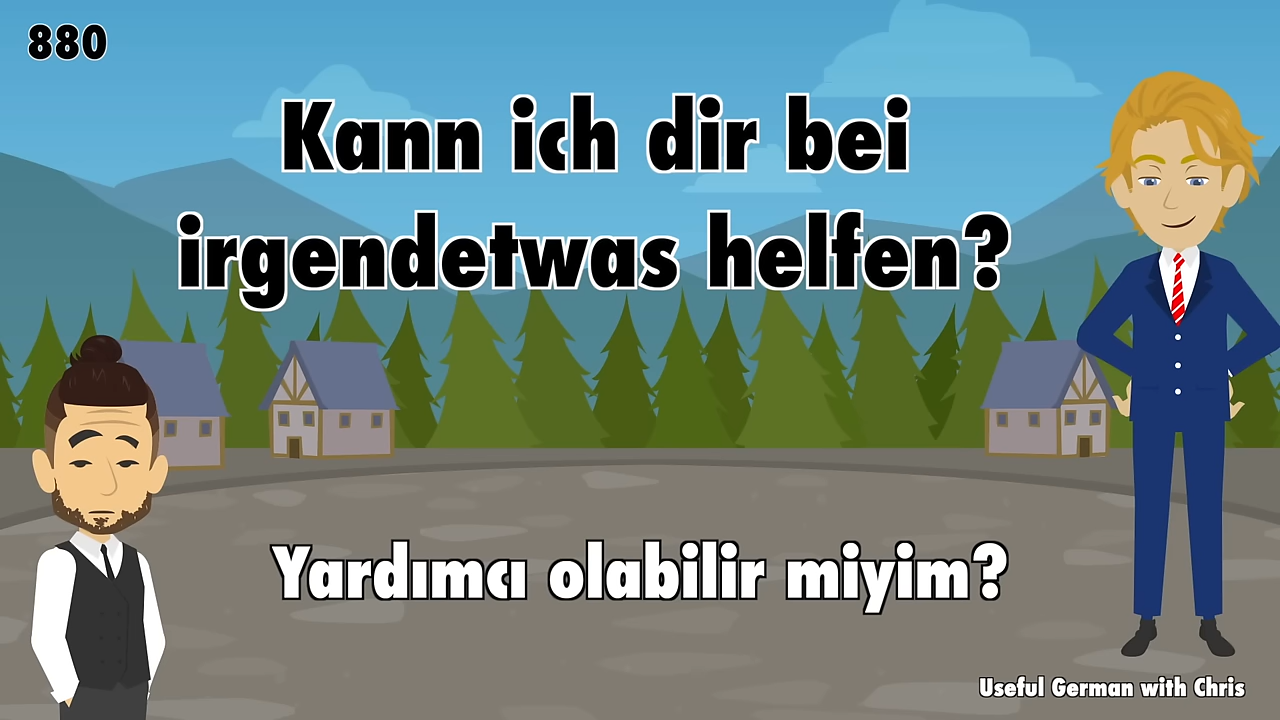 880
Kann ich dir bei
irgendetwas helfen?
Yardımcı olabilir miyim?
Useful German with Chris